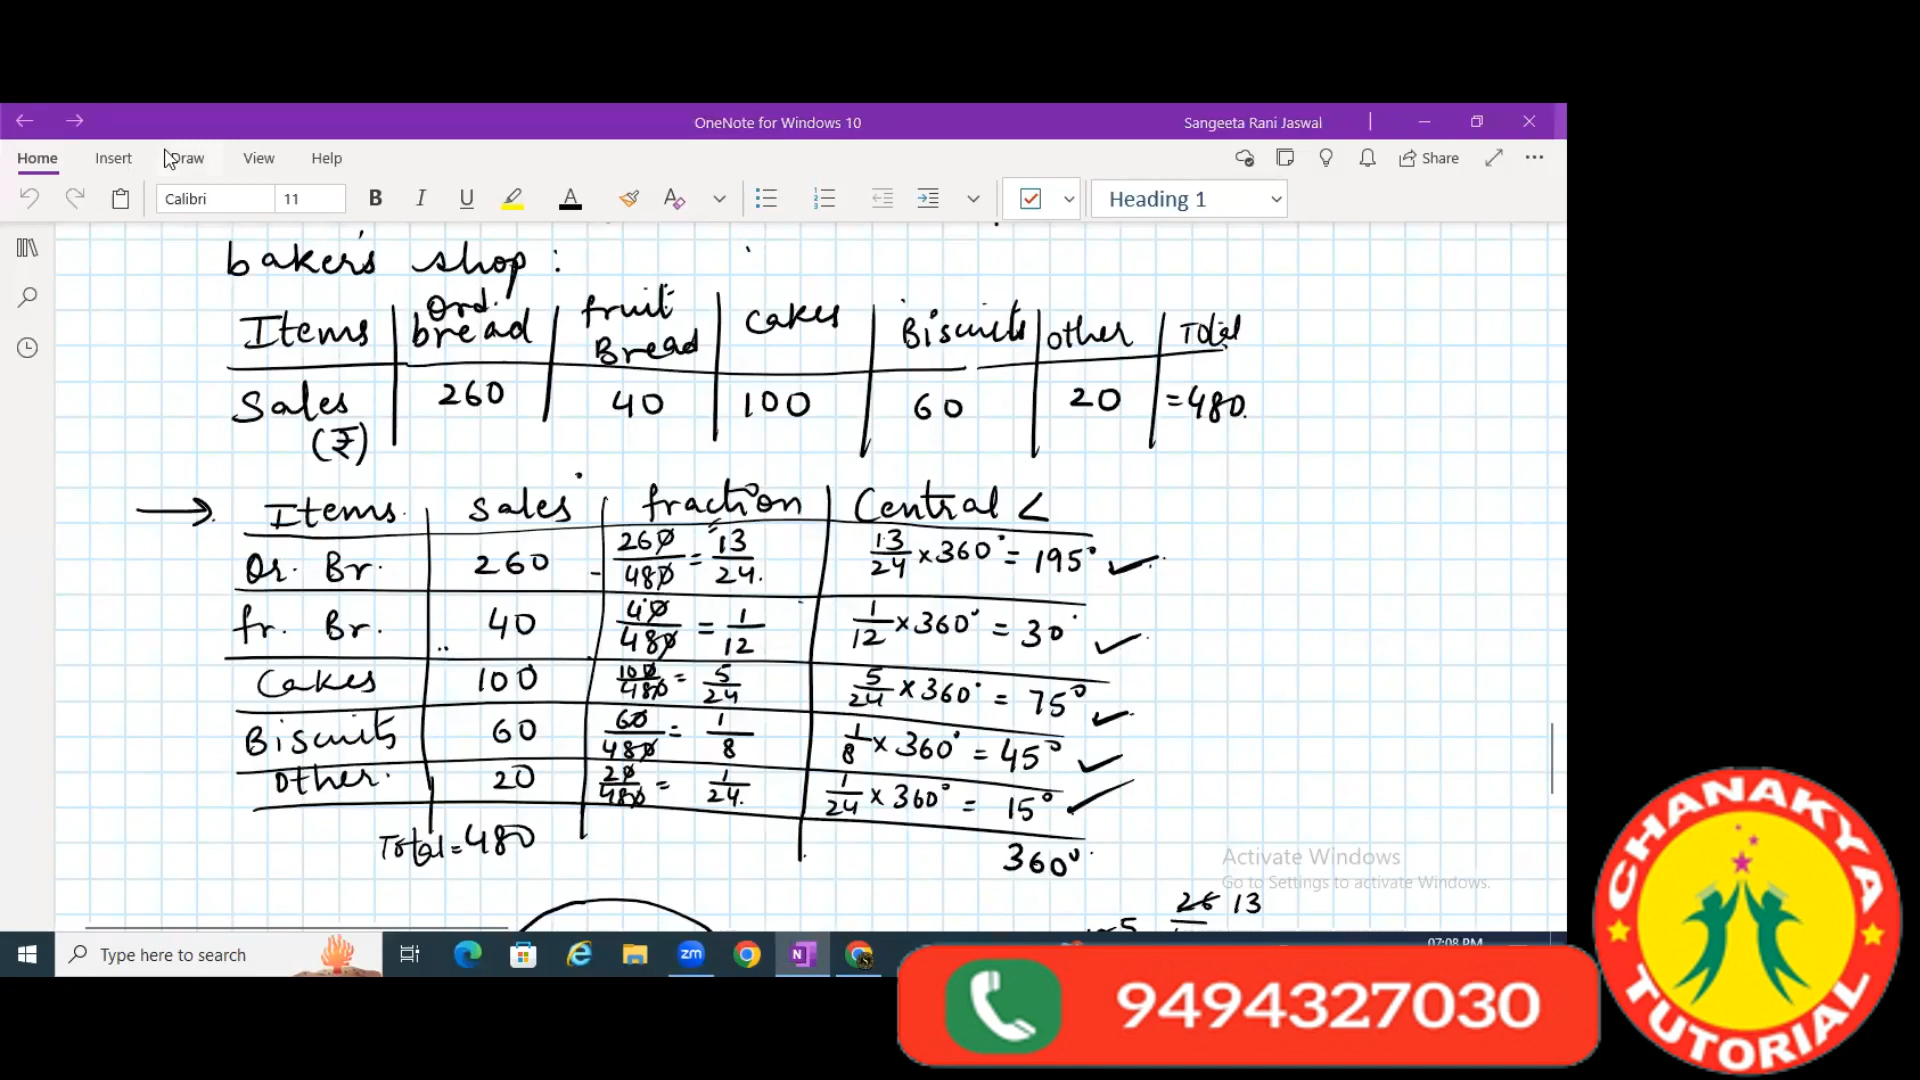 OneNote for Windows 10
Sangeeta Rani Jaswal
Home Insert Draw View Help
Share
Calibri 11 B I U A Heading 1
baker's shop :
Items | Ord. bread | fruit Bread | Cakes | Biscuits | other | Total
Sales (₹) | 260 | 40 | 100 | 60 | 20 | =480.
→ Items | Sales | fraction | Central <
Or. Br. | 260 | 260/480 = 13/24. | 13/24 × 360° = 195° ✓
fr. Br. | 40 | 40/480 = 1/12 | 1/12 × 360° = 30° ✓
Cakes | 100 | 100/480 = 5/24 | 5/24 × 360° = 75° ✓
Biscuits | 60 | 60/480 = 1/8 | 1/8 × 360° = 45° ✓
other. | 20 | 20/480 = 1/24. | 1/24 × 360° = 15° ✓
Total = 480
360°
Activate Windows
Go to Settings to activate Windows.
26 13
5
Type here to search
07:08 PM
9494327030
CHANAKYA
TUTORIAL